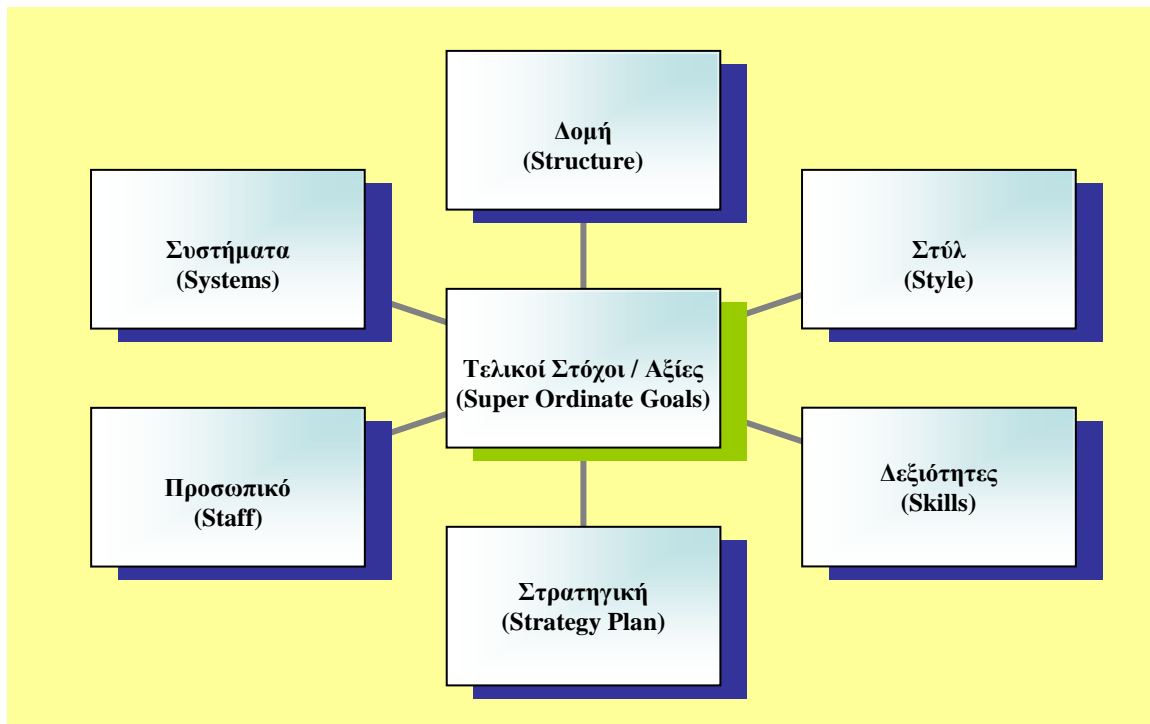 Δομή
(Structure)
Συστήματα
(Systems)
Στύλ
(Style)
Τελικοί Στόχοι / Αξίες
(Super Ordinate Goals)
Προσωπικό
(Staff)
Δεξιότητες
(Skills)
Στρατηγική
(Strategy Plan)